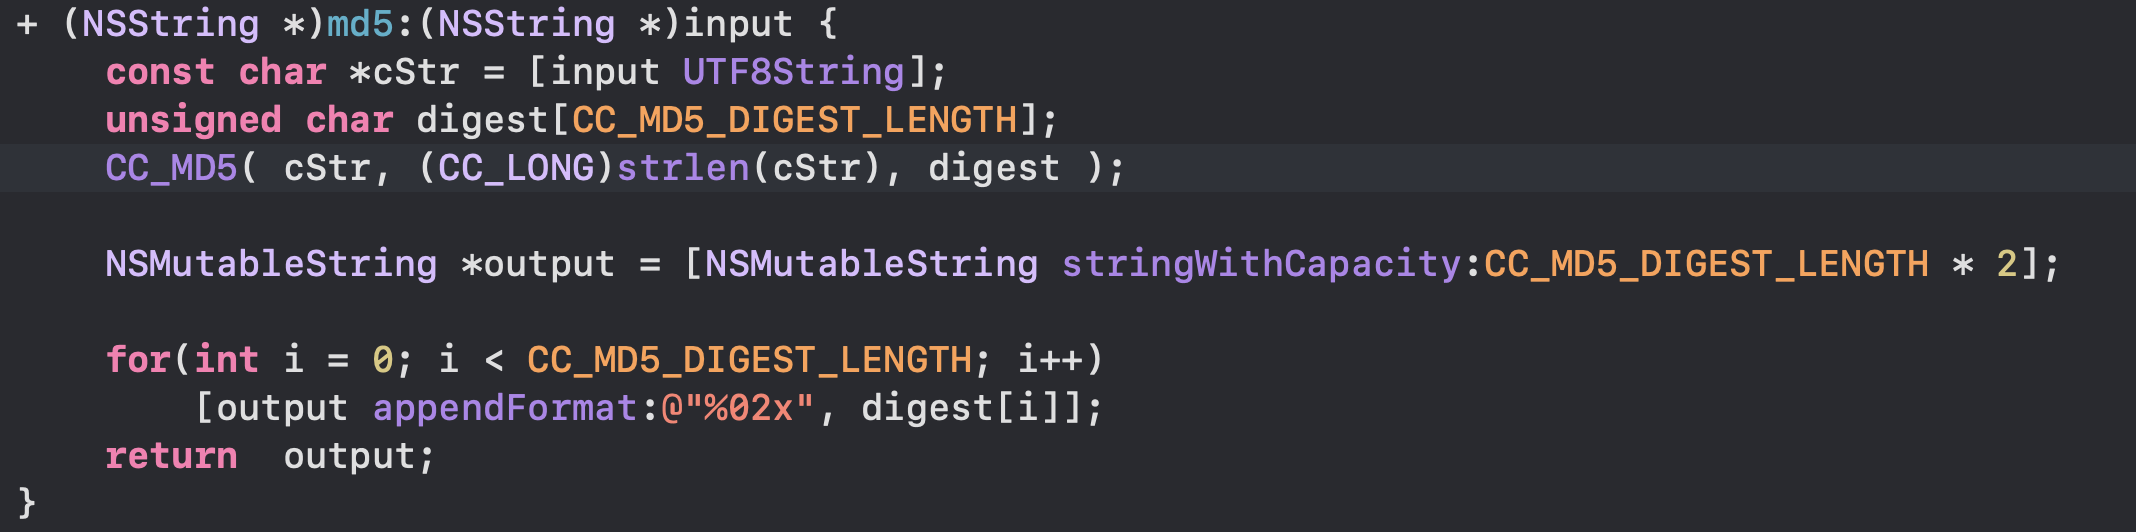 + (NSString *)md5:(NSString *)input {
    const char *cStr = [input UTF8String];
    unsigned char digest[CC_MD5_DIGEST_LENGTH];
    CC_MD5( cStr, (CC_LONG)strlen(cStr), digest );

    NSMutableString *output = [NSMutableString stringWithCapacity:CC_MD5_DIGEST_LENGTH * 2];

    for(int i = 0; i < CC_MD5_DIGEST_LENGTH; i++)
        [output appendFormat:@"%02x", digest[i]];
    return  output;
}